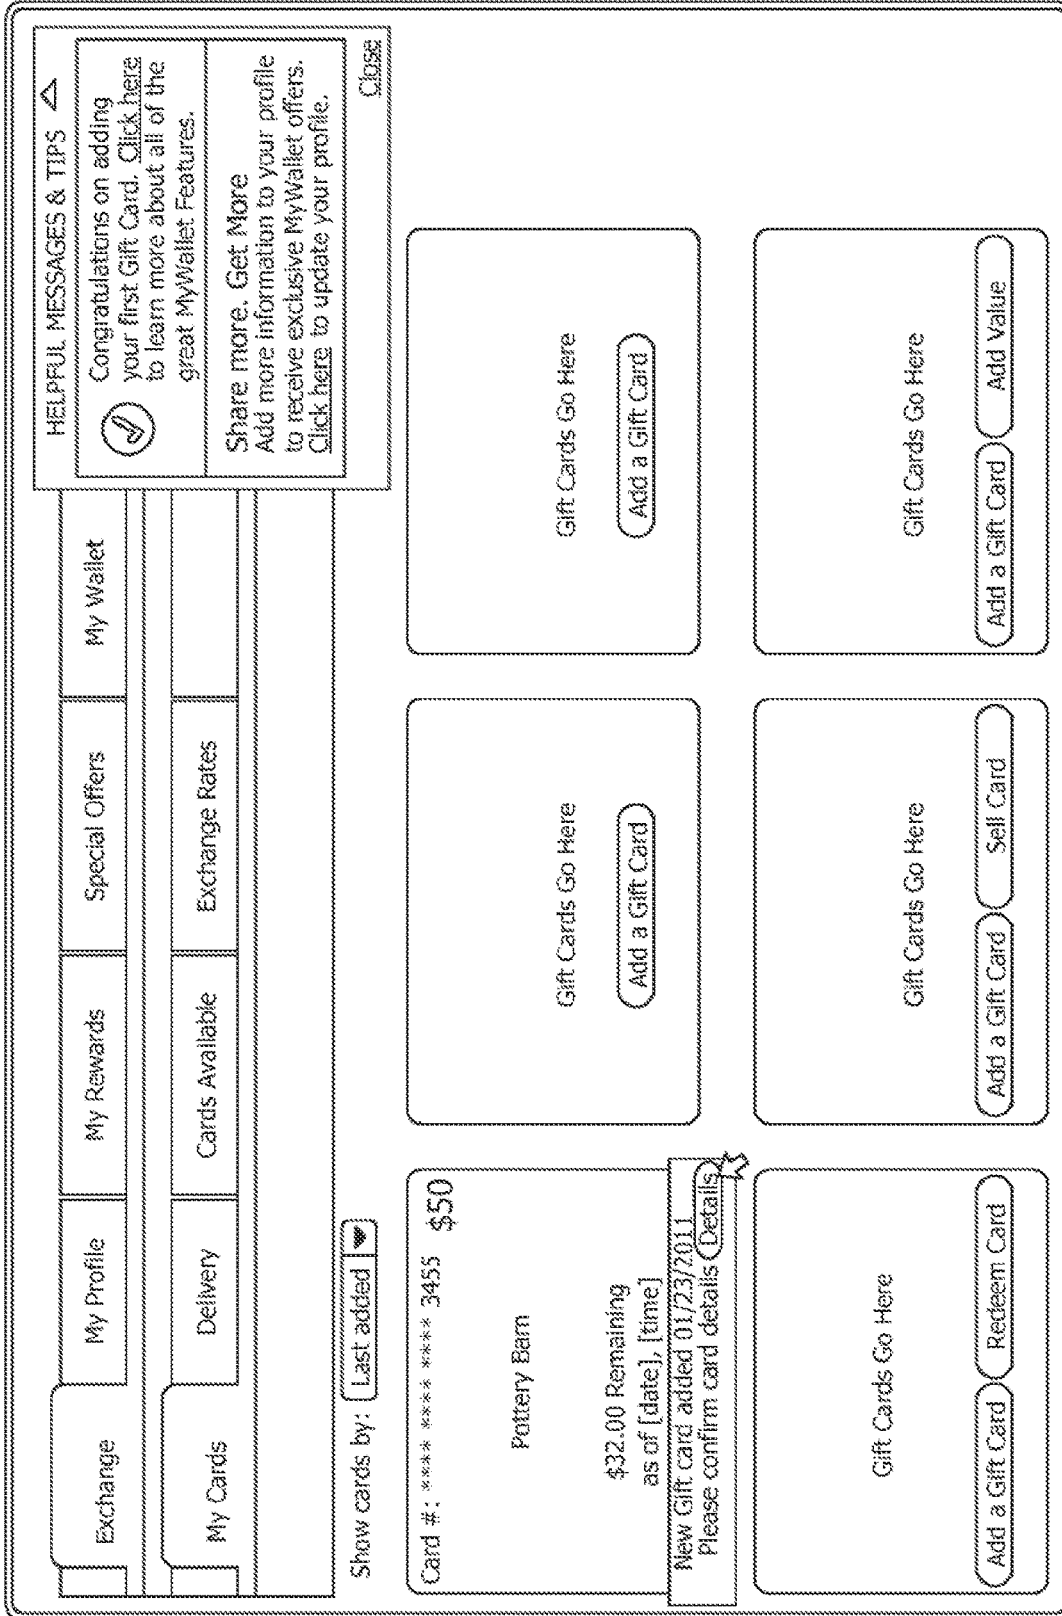 HELPFUL MESSAGES & TIPS
Congratulations on adding
your first Gift Card. Click here
to learn more about all of the
great MyWallet Features.
Share more. Get More
Add more information to your profile
to receive exclusive MyWallet offers.
Click here to update your profile.
Close
Exchange
My Profile
My Rewards
Special Offers
My Wallet
My Cards
Delivery
Cards Available
Exchange Rates
Show cards by: Last added
Card #: **** **** **** 3455 $50
Pottery Barn
$32.00 Remaining
as of [date], [time]
New Gift card added 01/23/2011
Please confirm card details Details
Gift Cards Go Here
Add a Gift Card
Gift Cards Go Here
Add a Gift Card
Gift Cards Go Here
Add a Gift Card Redeem Card
Gift Cards Go Here
Add a Gift Card Sell Card
Gift Cards Go Here
Add a Gift Card Add Value